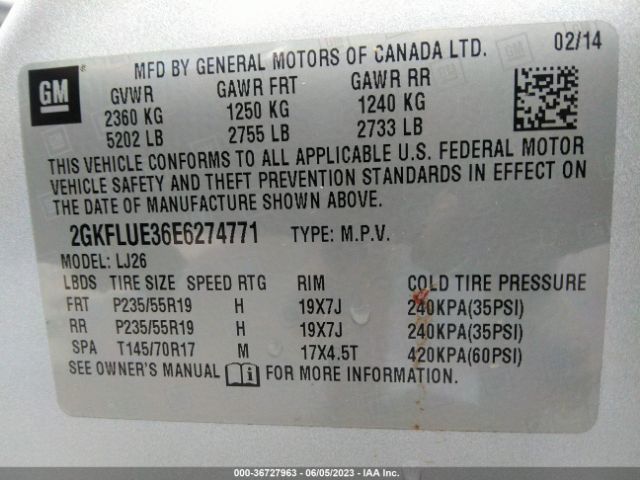 GM
MFD BY GENERAL MOTORS OF CANADA LTD. 02/14
GVWR GAWR FRT GAWR RR
2360 KG 1250 KG 1240 KG
5202 LB 2755 LB 2733 LB
THIS VEHICLE CONFORMS TO ALL APPLICABLE U.S. FEDERAL MOTOR
VEHICLE SAFETY AND THEFT PREVENTION STANDARDS IN EFFECT ON
THE DATE OF MANUFACTURE SHOWN ABOVE.
2GKFLUE36E6274771 TYPE: M.P.V.
MODEL: LJ26
LBDS TIRE SIZE SPEED RTG RIM COLD TIRE PRESSURE
FRT P235/55R19 H 19X7J 240KPA(35PSI)
RR P235/55R19 H 19X7J 240KPA(35PSI)
SPA T145/70R17 M 17X4.5T 420KPA(60PSI)
SEE OWNER'S MANUAL FOR MORE INFORMATION.
000-36727963 - 06/05/2023 - IAAI.COM